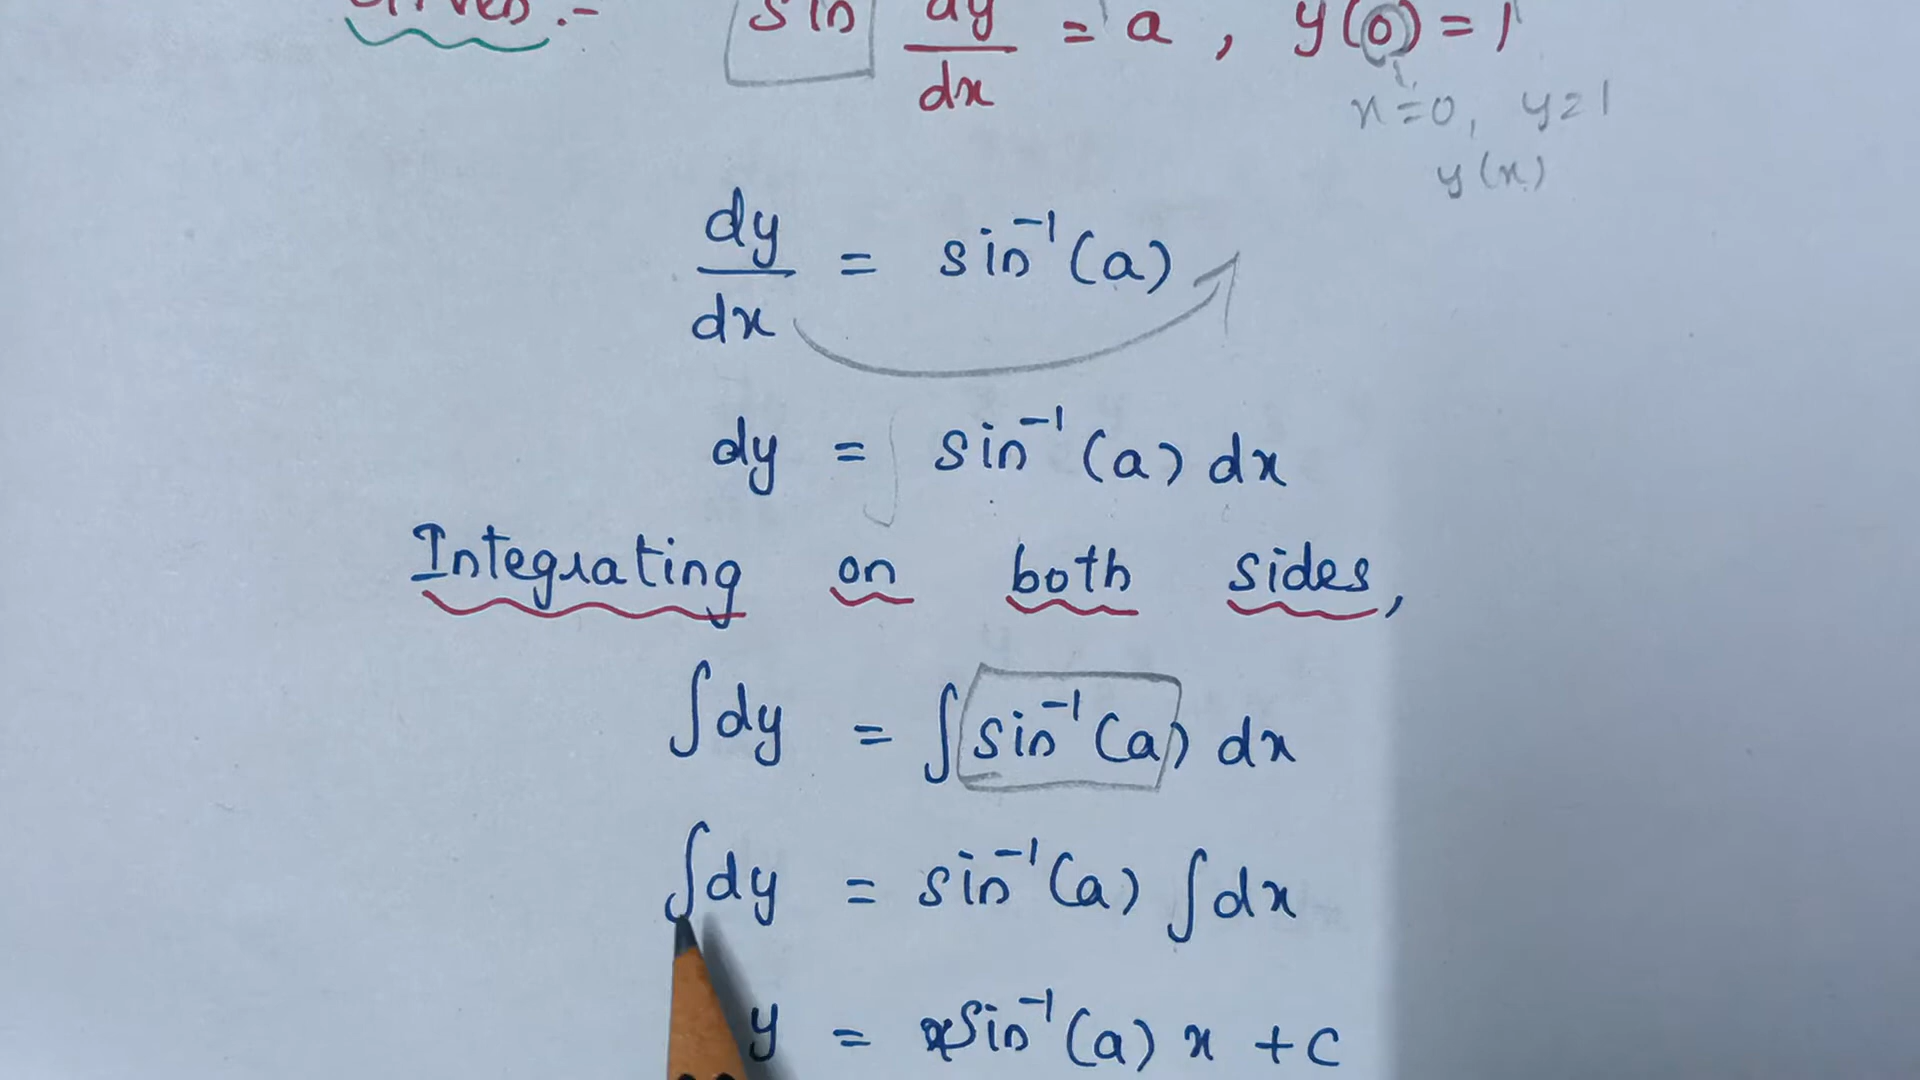 Given :- sin dy/dx = a , y(0) = 1
x=0, y=1
y(x)
dy/dx = sin⁻¹(a)
dy = sin⁻¹(a) dx
Integrating on both sides,
∫dy = ∫sin⁻¹(a) dx
∫dy = sin⁻¹(a) ∫dx
y = sin⁻¹(a) x + c